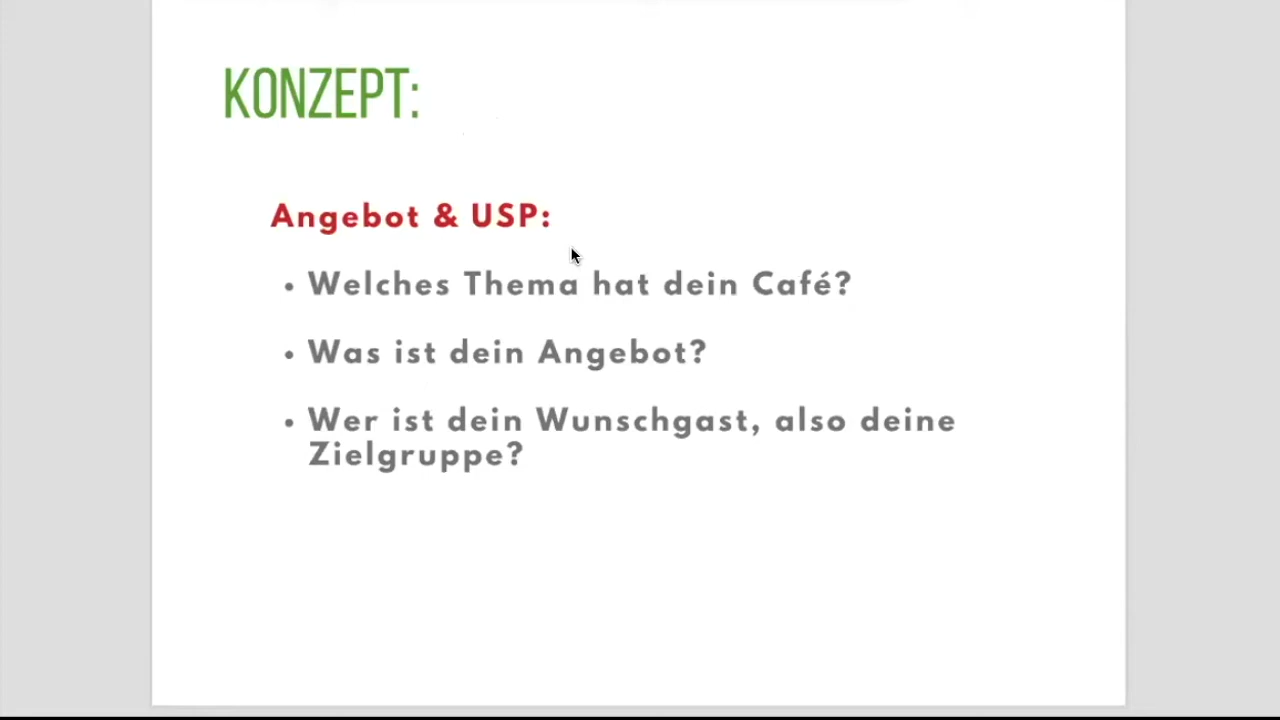 KONZEPT:
Angebot & USP:
• Welches Thema hat dein Café?
• Was ist dein Angebot?
• Wer ist dein Wunschgast, also deine
Zielgruppe?